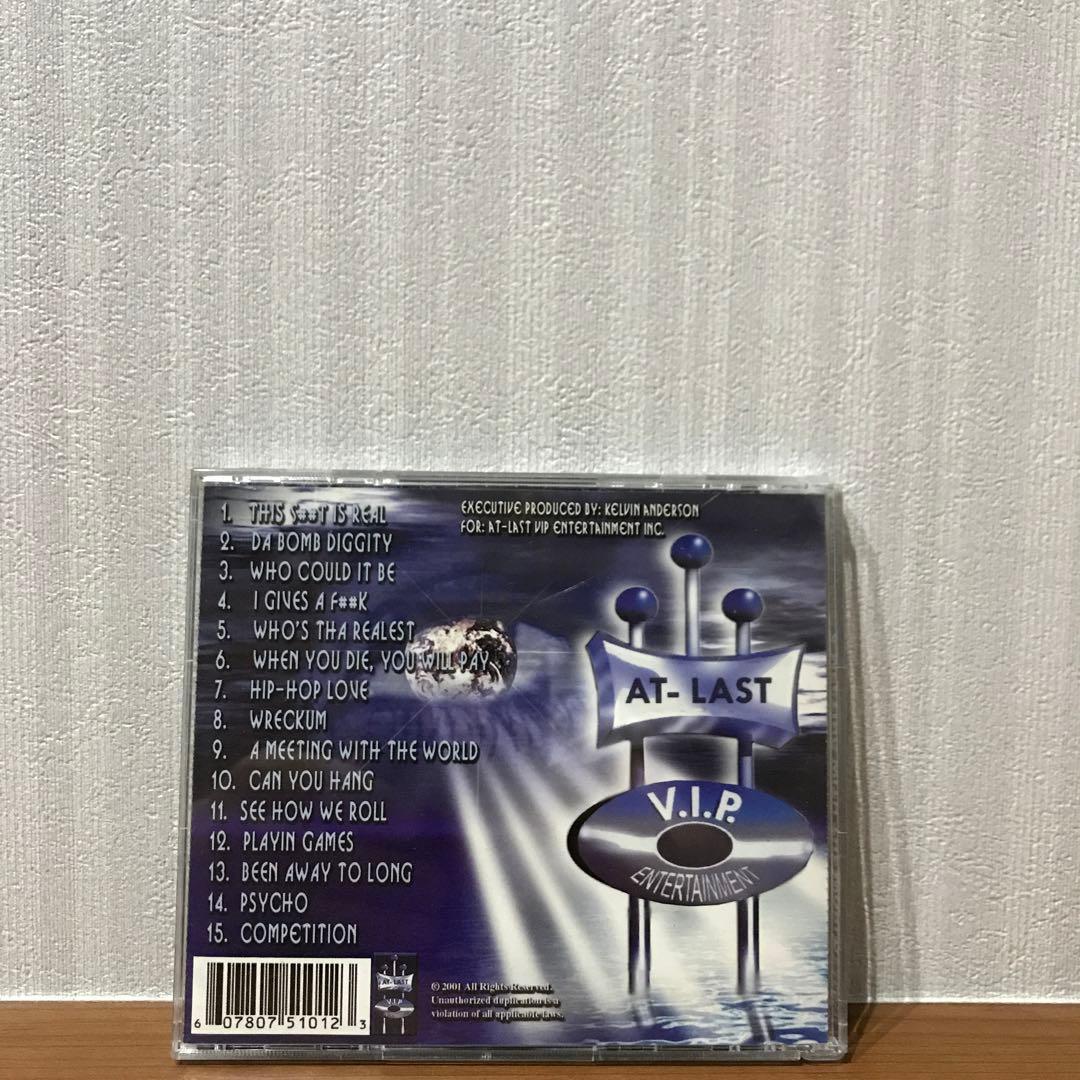 1. THIS S##T IS REAL
2. DA BOMB DIGGITY
3. WHO COULD IT BE
4. I GIVES A F##K
5. WHO'S THA REALEST
6. WHEN YOU DIE, YOU WILL PAY
7. HIP-HOP LOVE
8. WRECKUM
9. A MEETING WITH THE WORLD
10. CAN YOU HANG
11. SEE HOW WE ROLL
12. PLAYIN GAMES
13. BEEN AWAY TO LONG
14. PSYCHO
15. COMPETITION
EXECUTIVE PRODUCED BY: KELVIN ANDERSON
FOR: AT-LAST VIP ENTERTAINMENT INC.
AT- LAST
V.I.P.
ENTERTAINMENT
6 07807 51012 3
AT-LAST
V.I.P.
© 2001 All Rights Reserved.
Unauthorized duplication is a
violation of all applicable laws.